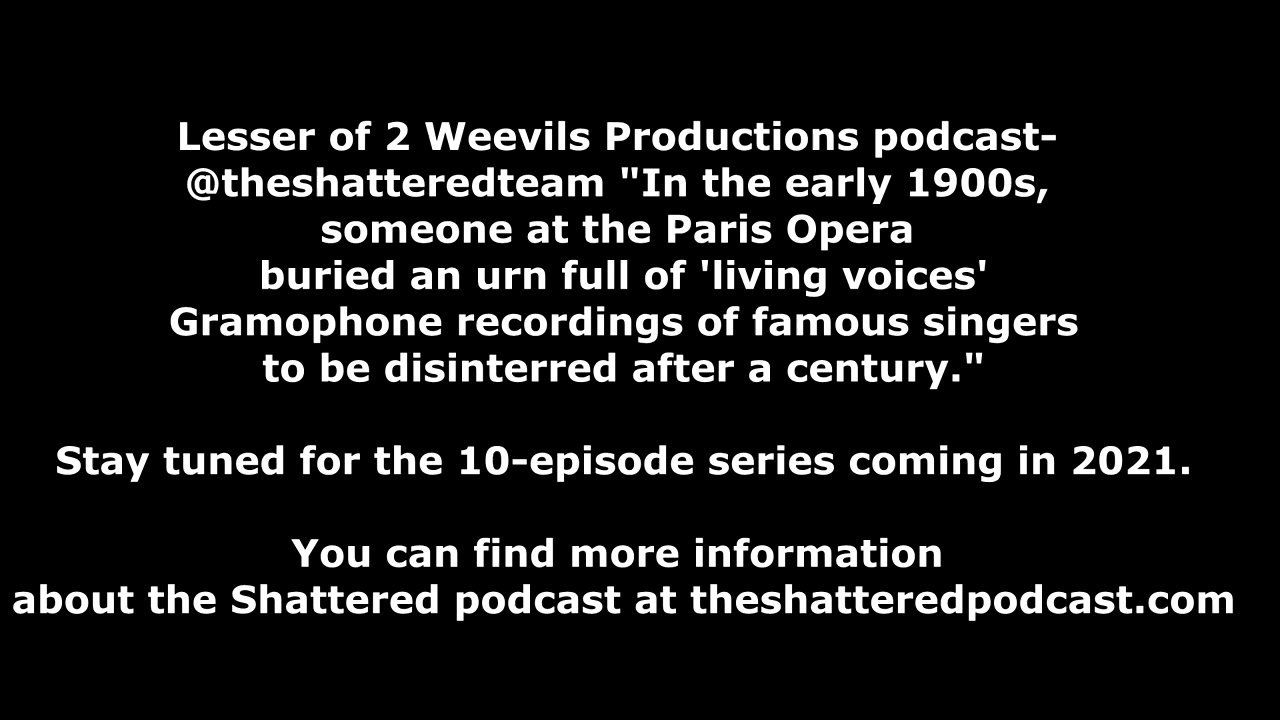 Lesser of 2 Weevils Productions podcast-
@theshatteredteam "In the early 1900s,
someone at the Paris Opera
buried an urn full of 'living voices'
Gramophone recordings of famous singers
to be disinterred after a century."
Stay tuned for the 10-episode series coming in 2021.
You can find more information
about the Shattered podcast at theshatteredpodcast.com